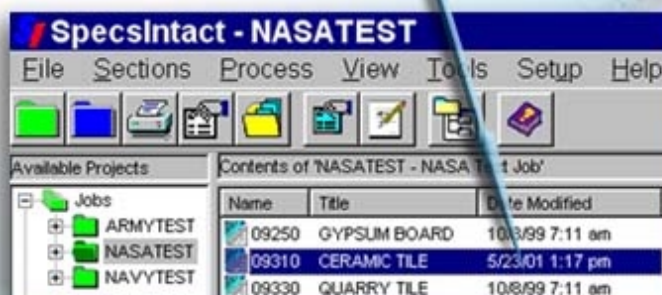 SpecsIntact - NASATEST
File Sections Process View Tools Setup Help
Available Projects
Contents of 'NASATEST - NASA Test Job'
Jobs
ARMYTEST
NASATEST
NAVYTEST
Name Title Date Modified
09250 GYPSUM BOARD 10/8/99 7:11 am
09310 CERAMIC TILE 5/23/01 1:17 pm
09330 QUARRY TILE 10/8/99 7:11 am